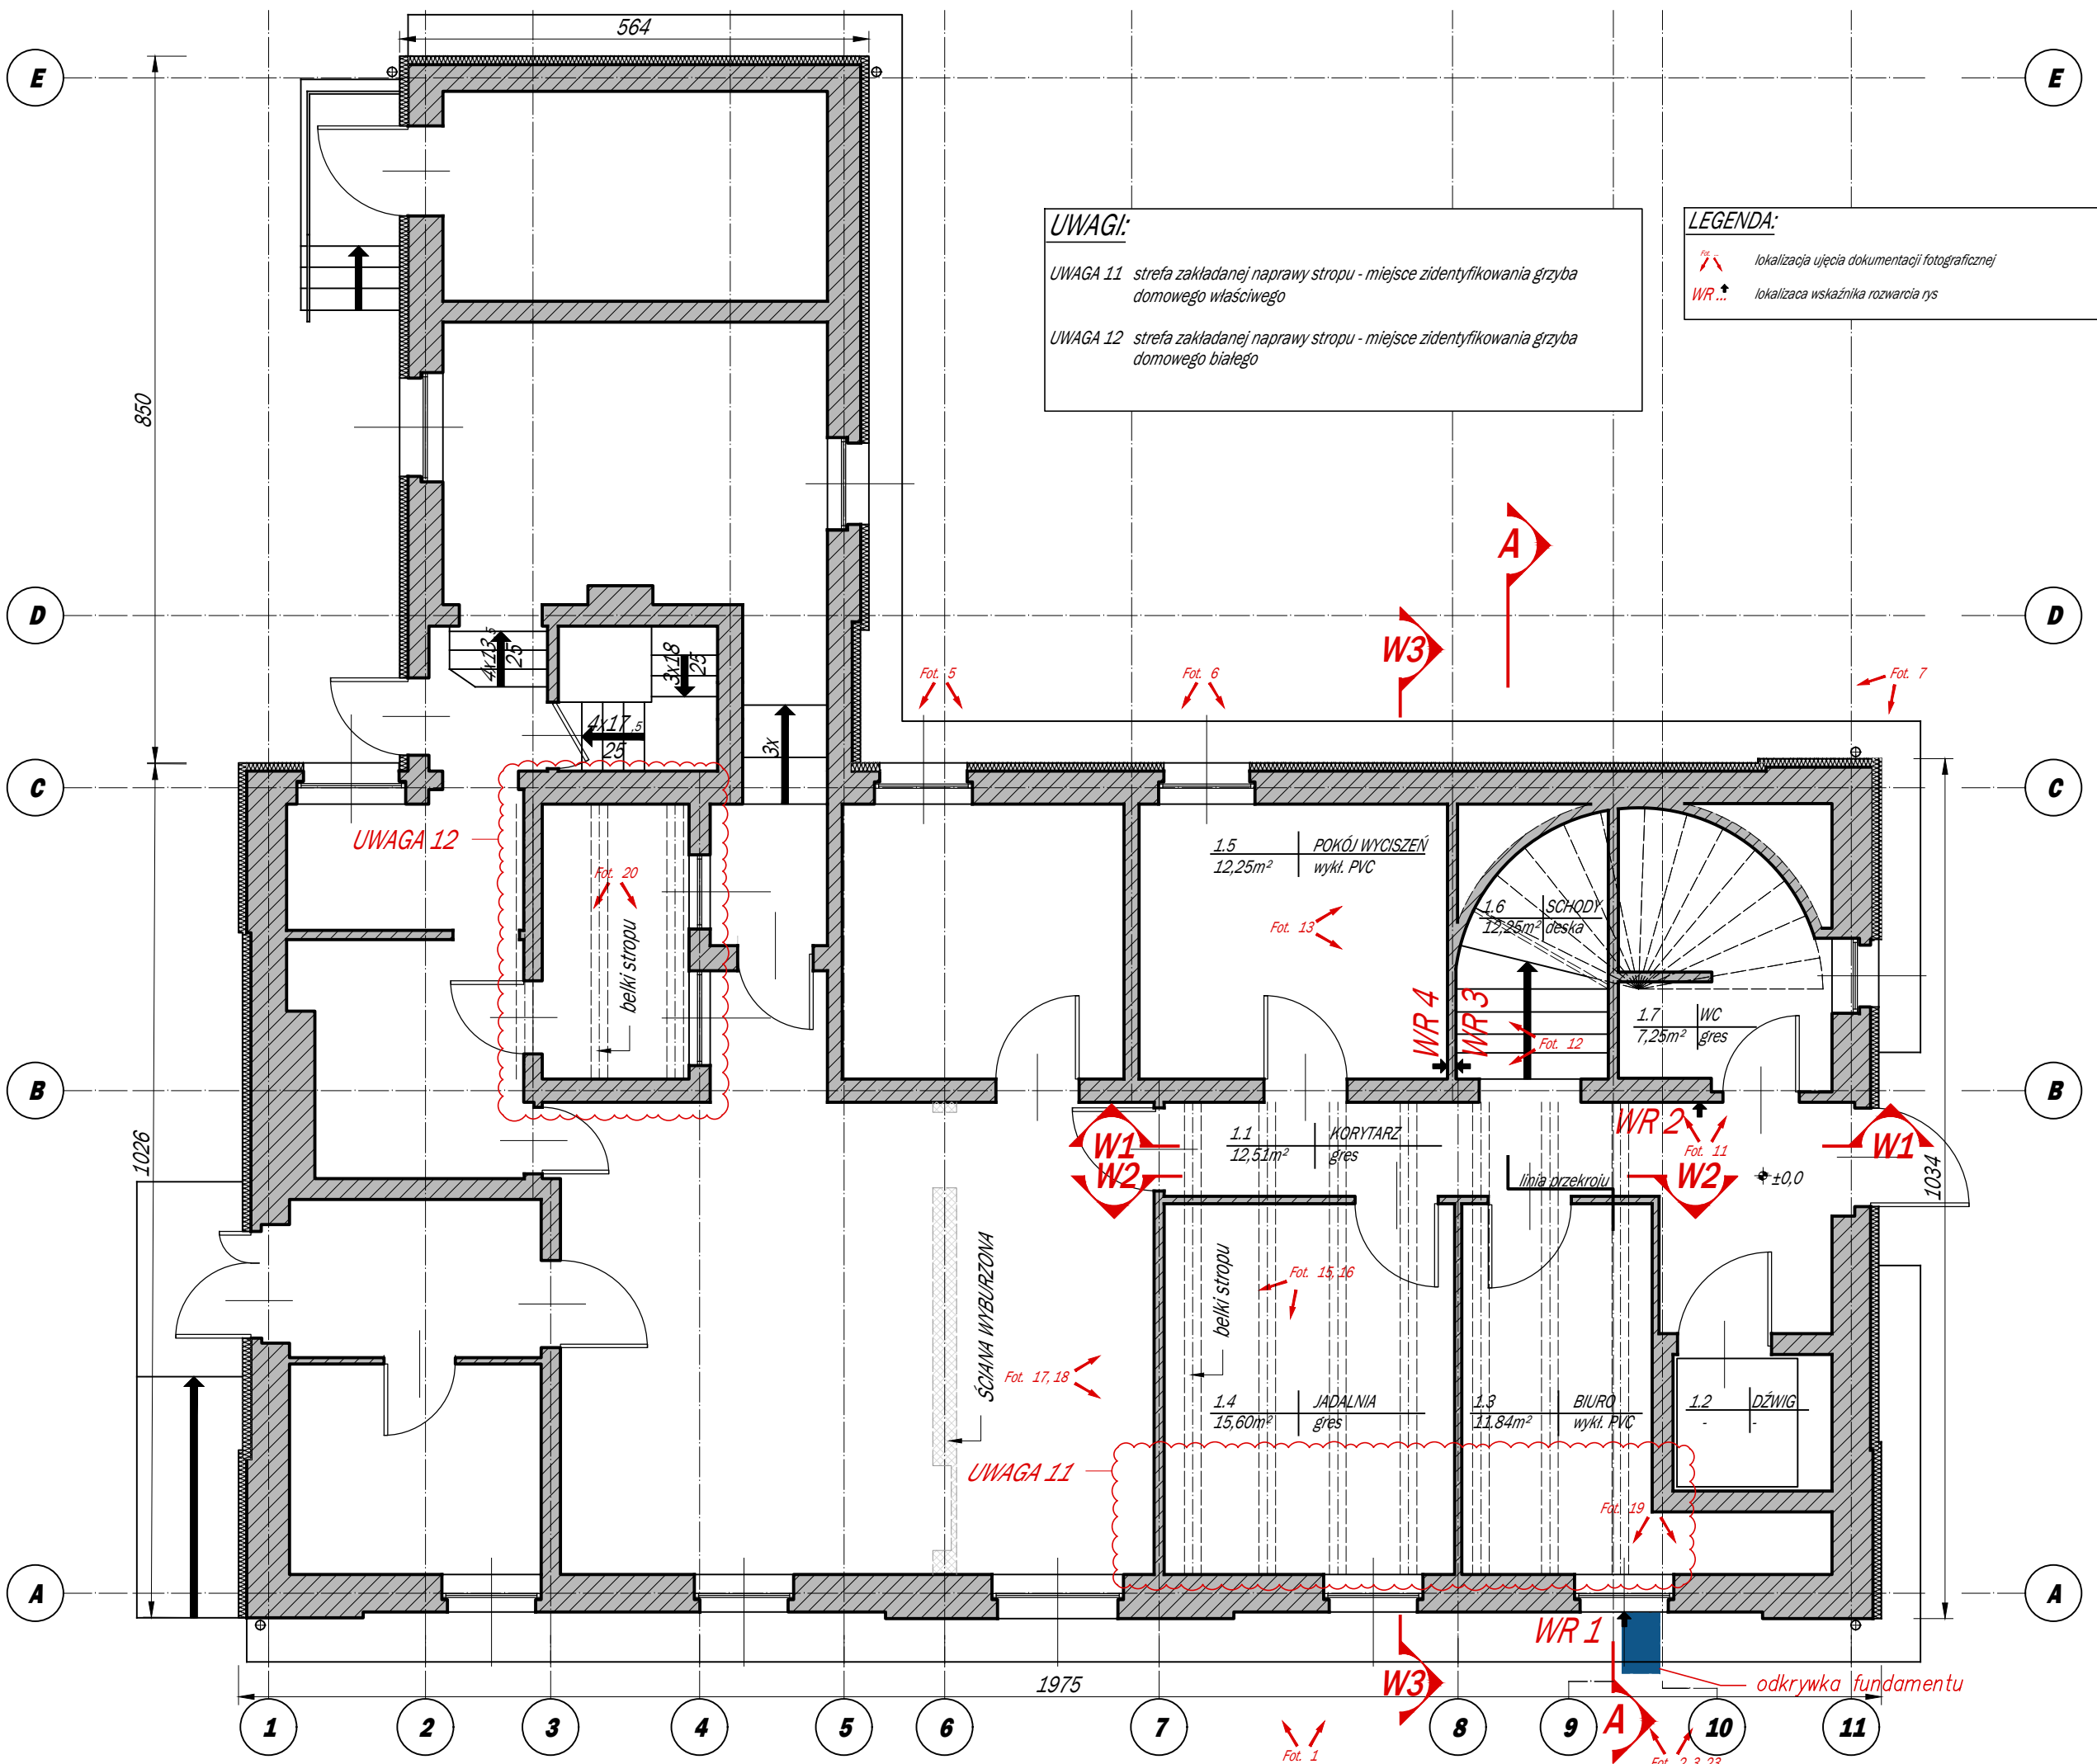 564
E
E
UWAGI:
UWAGA 11 strefa zakładanej naprawy stropu - miejsce zidentyfikowania grzyba
domowego właściwego
UWAGA 12 strefa zakładanej naprawy stropu - miejsce zidentyfikowania grzyba
domowego białego
LEGENDA:
Fot. ...
lokalizacja ujęcia dokumentacji fotograficznej
WR ... lokalizaca wskaźnika rozwarcia rys
850
A
D
D
4x13,5
25
3x18
25
W3
Fot. 5
Fot. 6
Fot. 7
4x17,5
25
3x
C
C
UWAGA 12
Fot. 20
belki stropu
1.5 POKÓJ WYCISZEŃ
12,25m² wykł. PVC
Fot. 13
1.6 SCHODY
12,25m² deska
WR 4
WR 3
Fot. 12
1.7 WC
7,25m² gres
B
B
1026
W1
W2
1.1 KORYTARZ
12,51m² gres
WR 2
Fot. 11
W1
W2
±0,0
linia przekroju
1034
ŚCIANA WYBURZONA
belki stropu
Fot. 15,16
Fot. 17,18
1.4 JADALNIA
15,60m² gres
1.3 BIURO
11.84m² wykł. PVC
1.2 DŹWIG
- -
UWAGA 11
Fot. 19
A
A
WR 1
odkrywka fundamentu
W3
1975
A
1 2 3 4 5 6 7 8 9 10 11
Fot. 1
Fot. 2,3,23